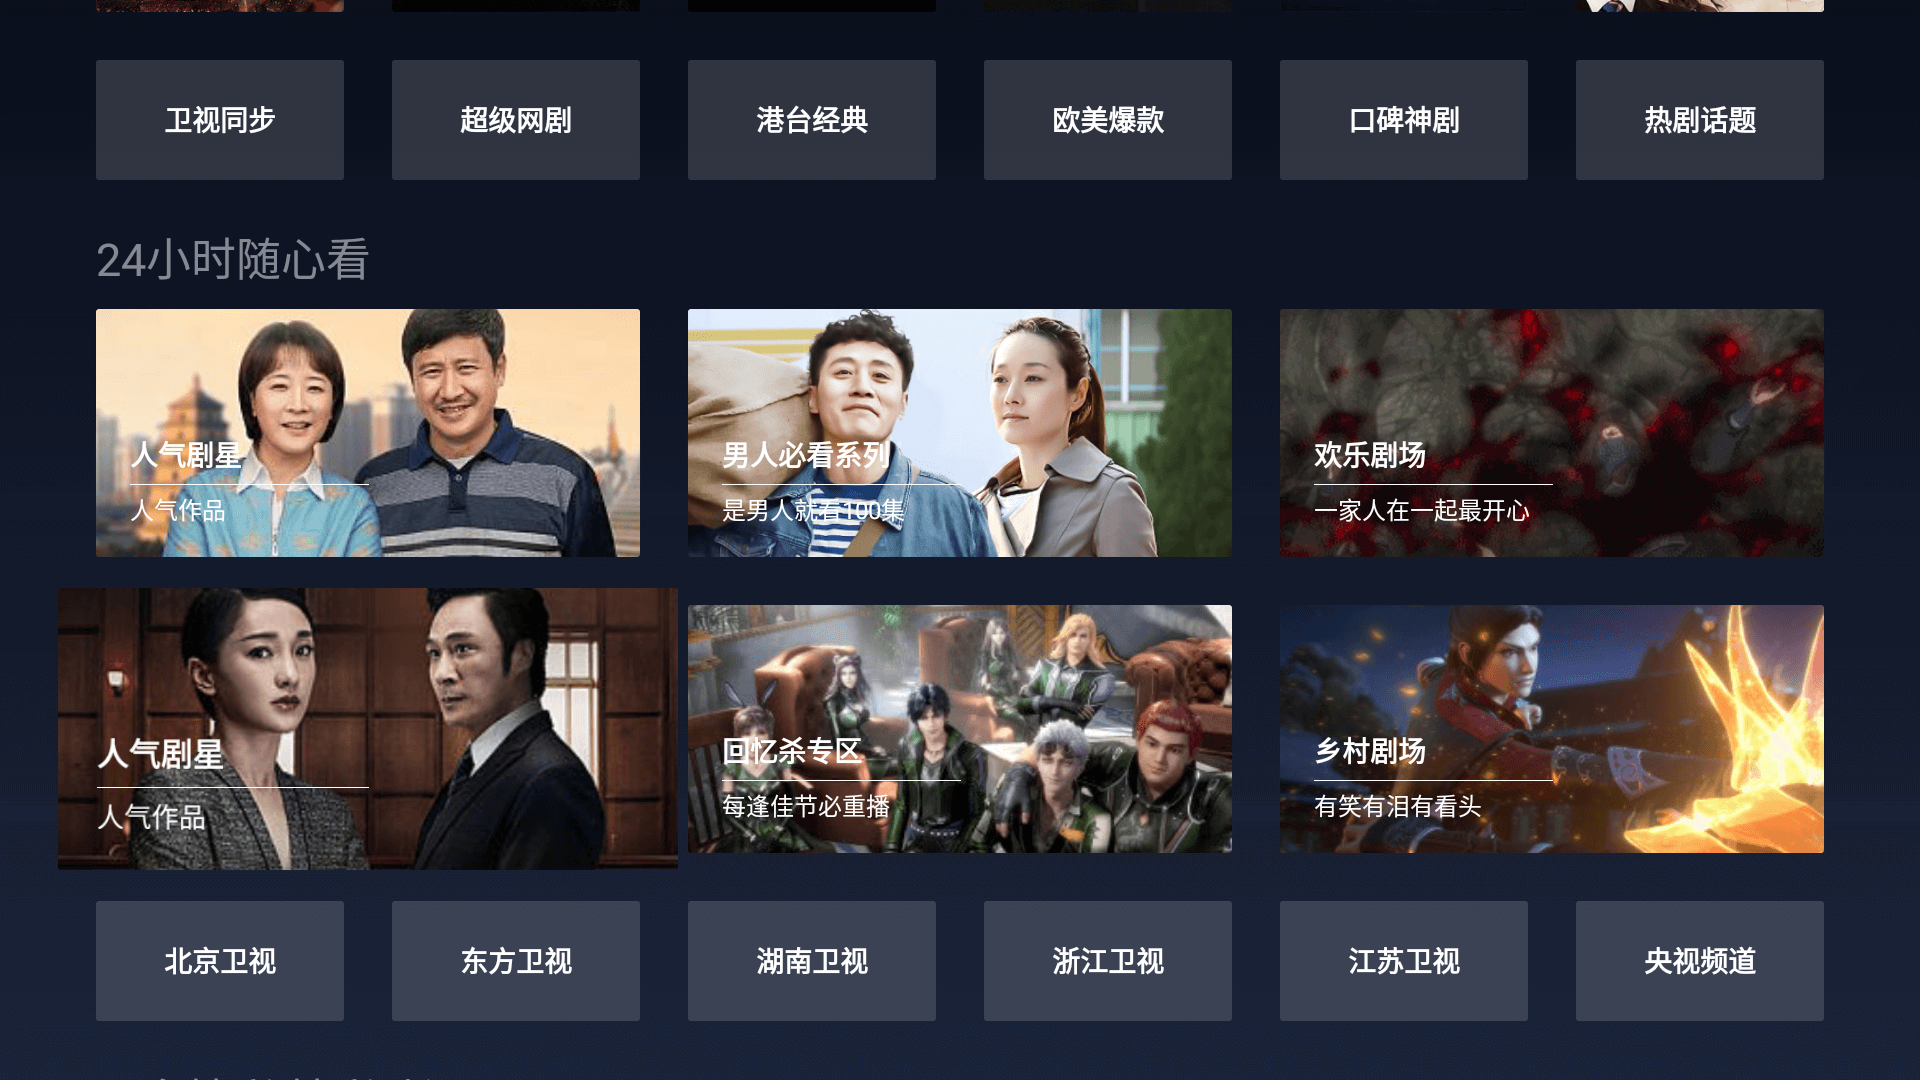 卫视同步
超级网剧
港台经典
欧美爆款
口碑神剧
热剧话题
24小时随心看
人气剧星
人气作品
男人必看系列
是男人就看100集
欢乐剧场
一家人在一起最开心
人气剧星
人气作品
回忆杀专区
每逢佳节必重播
乡村剧场
有笑有泪有看头
北京卫视
东方卫视
湖南卫视
浙江卫视
江苏卫视
央视频道